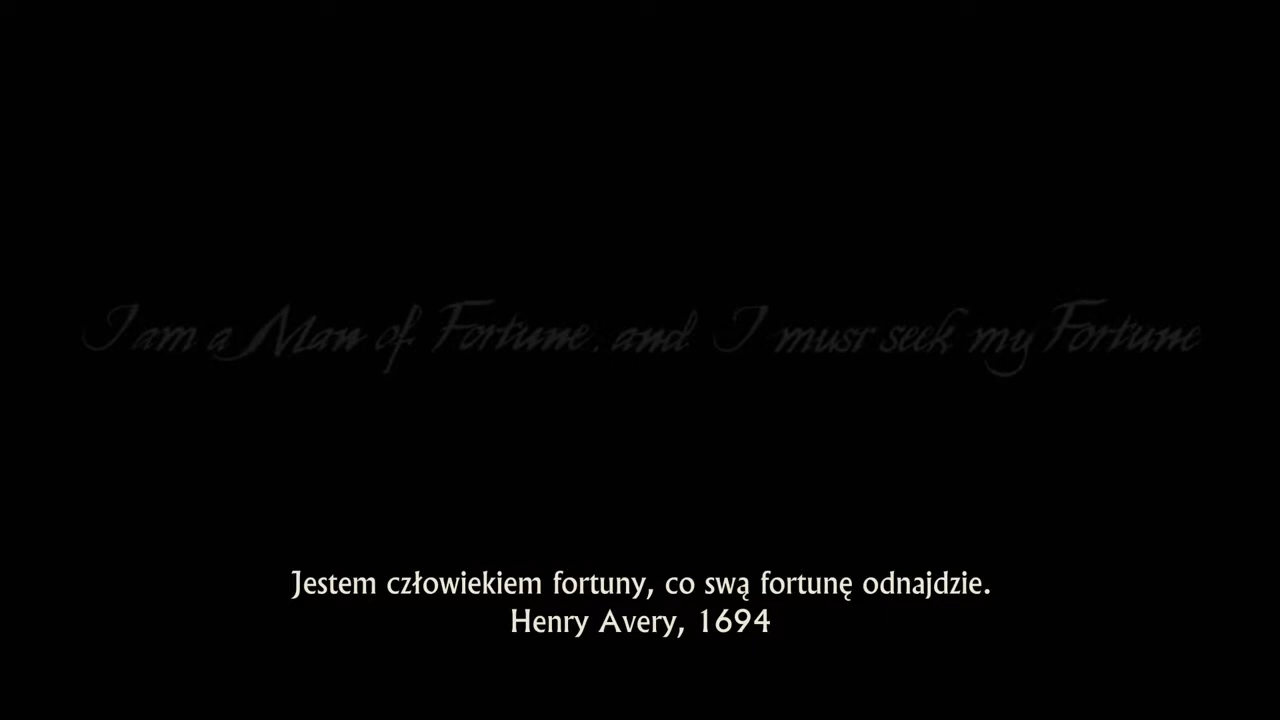 I am a Man of Fortune, and I must seek my Fortune
Jestem człowiekiem fortuny, co swą fortunę odnajdzie.
Henry Avery, 1694